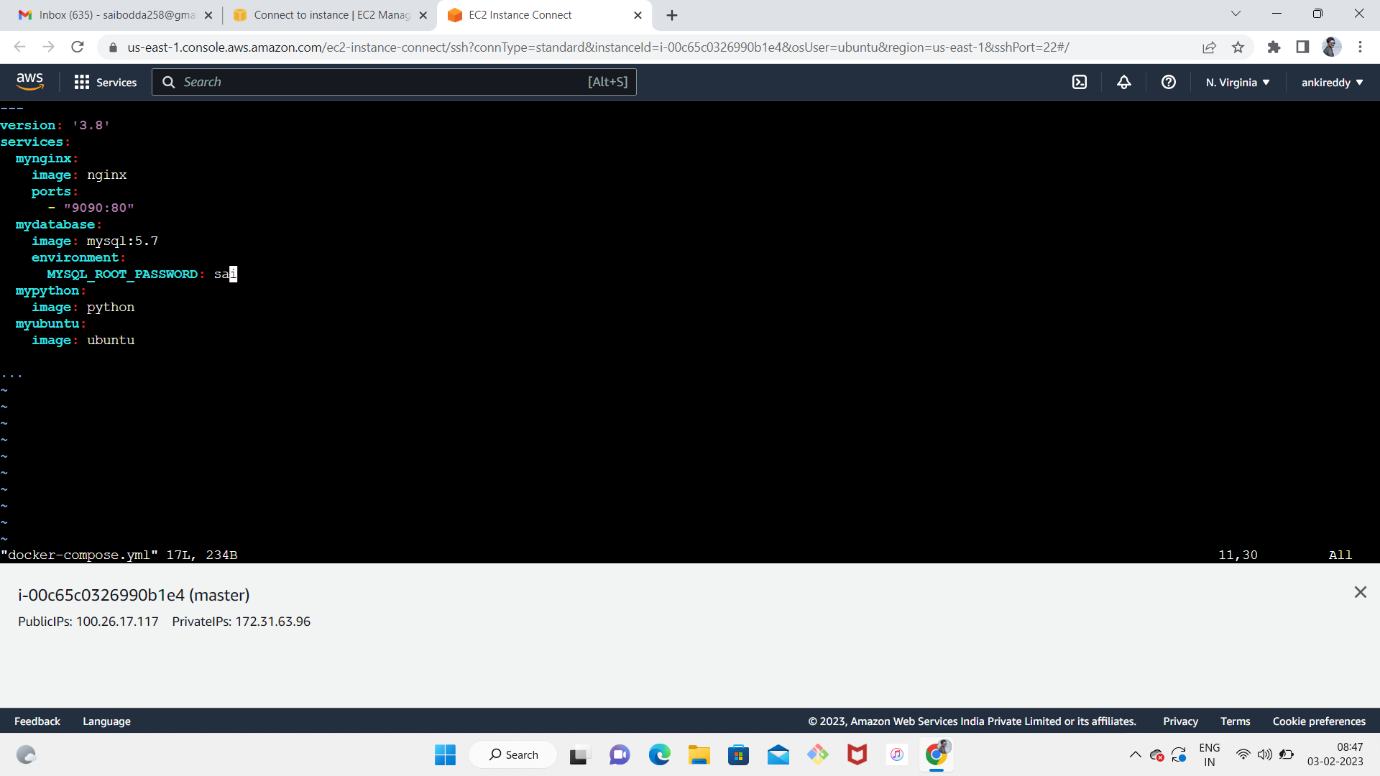 Inbox (635) - saibodda258@gma
Connect to instance | EC2 Manag
EC2 Instance Connect
us-east-1.console.aws.amazon.com/ec2-instance-connect/ssh?connType=standard&instanceId=i-00c65c0326990b1e4&osUser=ubuntu&region=us-east-1&sshPort=22#/
aws
Services
Search
[Alt+S]
N. Virginia
ankireddy
---
version: '3.8'
services:
  mynginx:
    image: nginx
    ports:
      - "9090:80"
  mydatabase:
    image: mysql:5.7
    environment:
      MYSQL_ROOT_PASSWORD: sai
  mypython:
    image: python
  myubuntu:
    image: ubuntu
...
~
~
~
~
~
~
~
~
~
~
"docker-compose.yml" 17L, 234B 11,30 All
i-00c65c0326990b1e4 (master)
PublicIPs: 100.26.17.117 PrivateIPs: 172.31.63.96
Feedback Language © 2023, Amazon Web Services India Private Limited or its affiliates. Privacy Terms Cookie preferences
Search
ENG
IN
08:47
03-02-2023